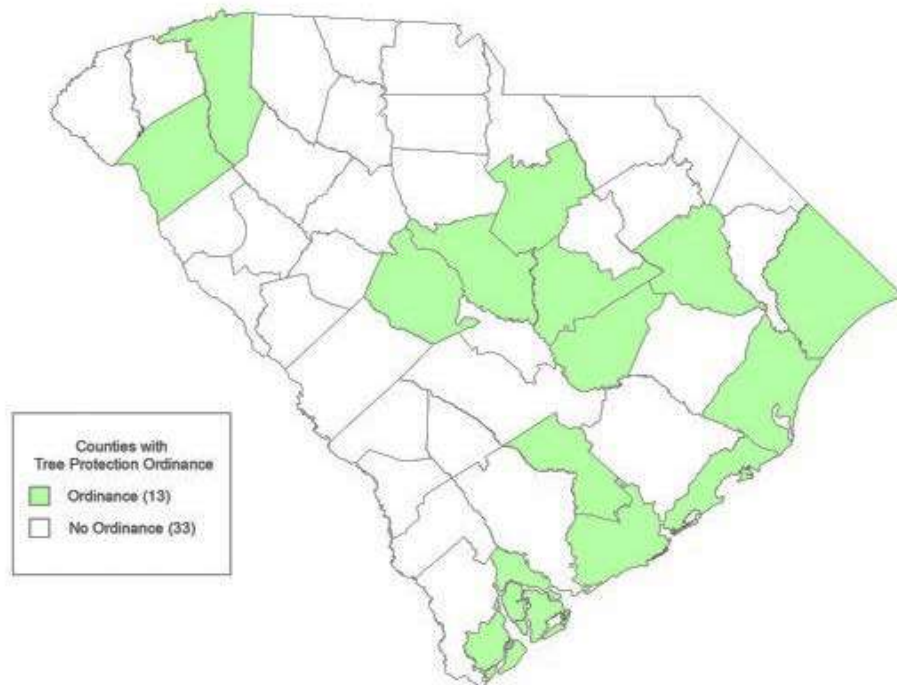 Counties with
Tree Protection Ordinance
Ordinance (13)
No Ordinance (33)